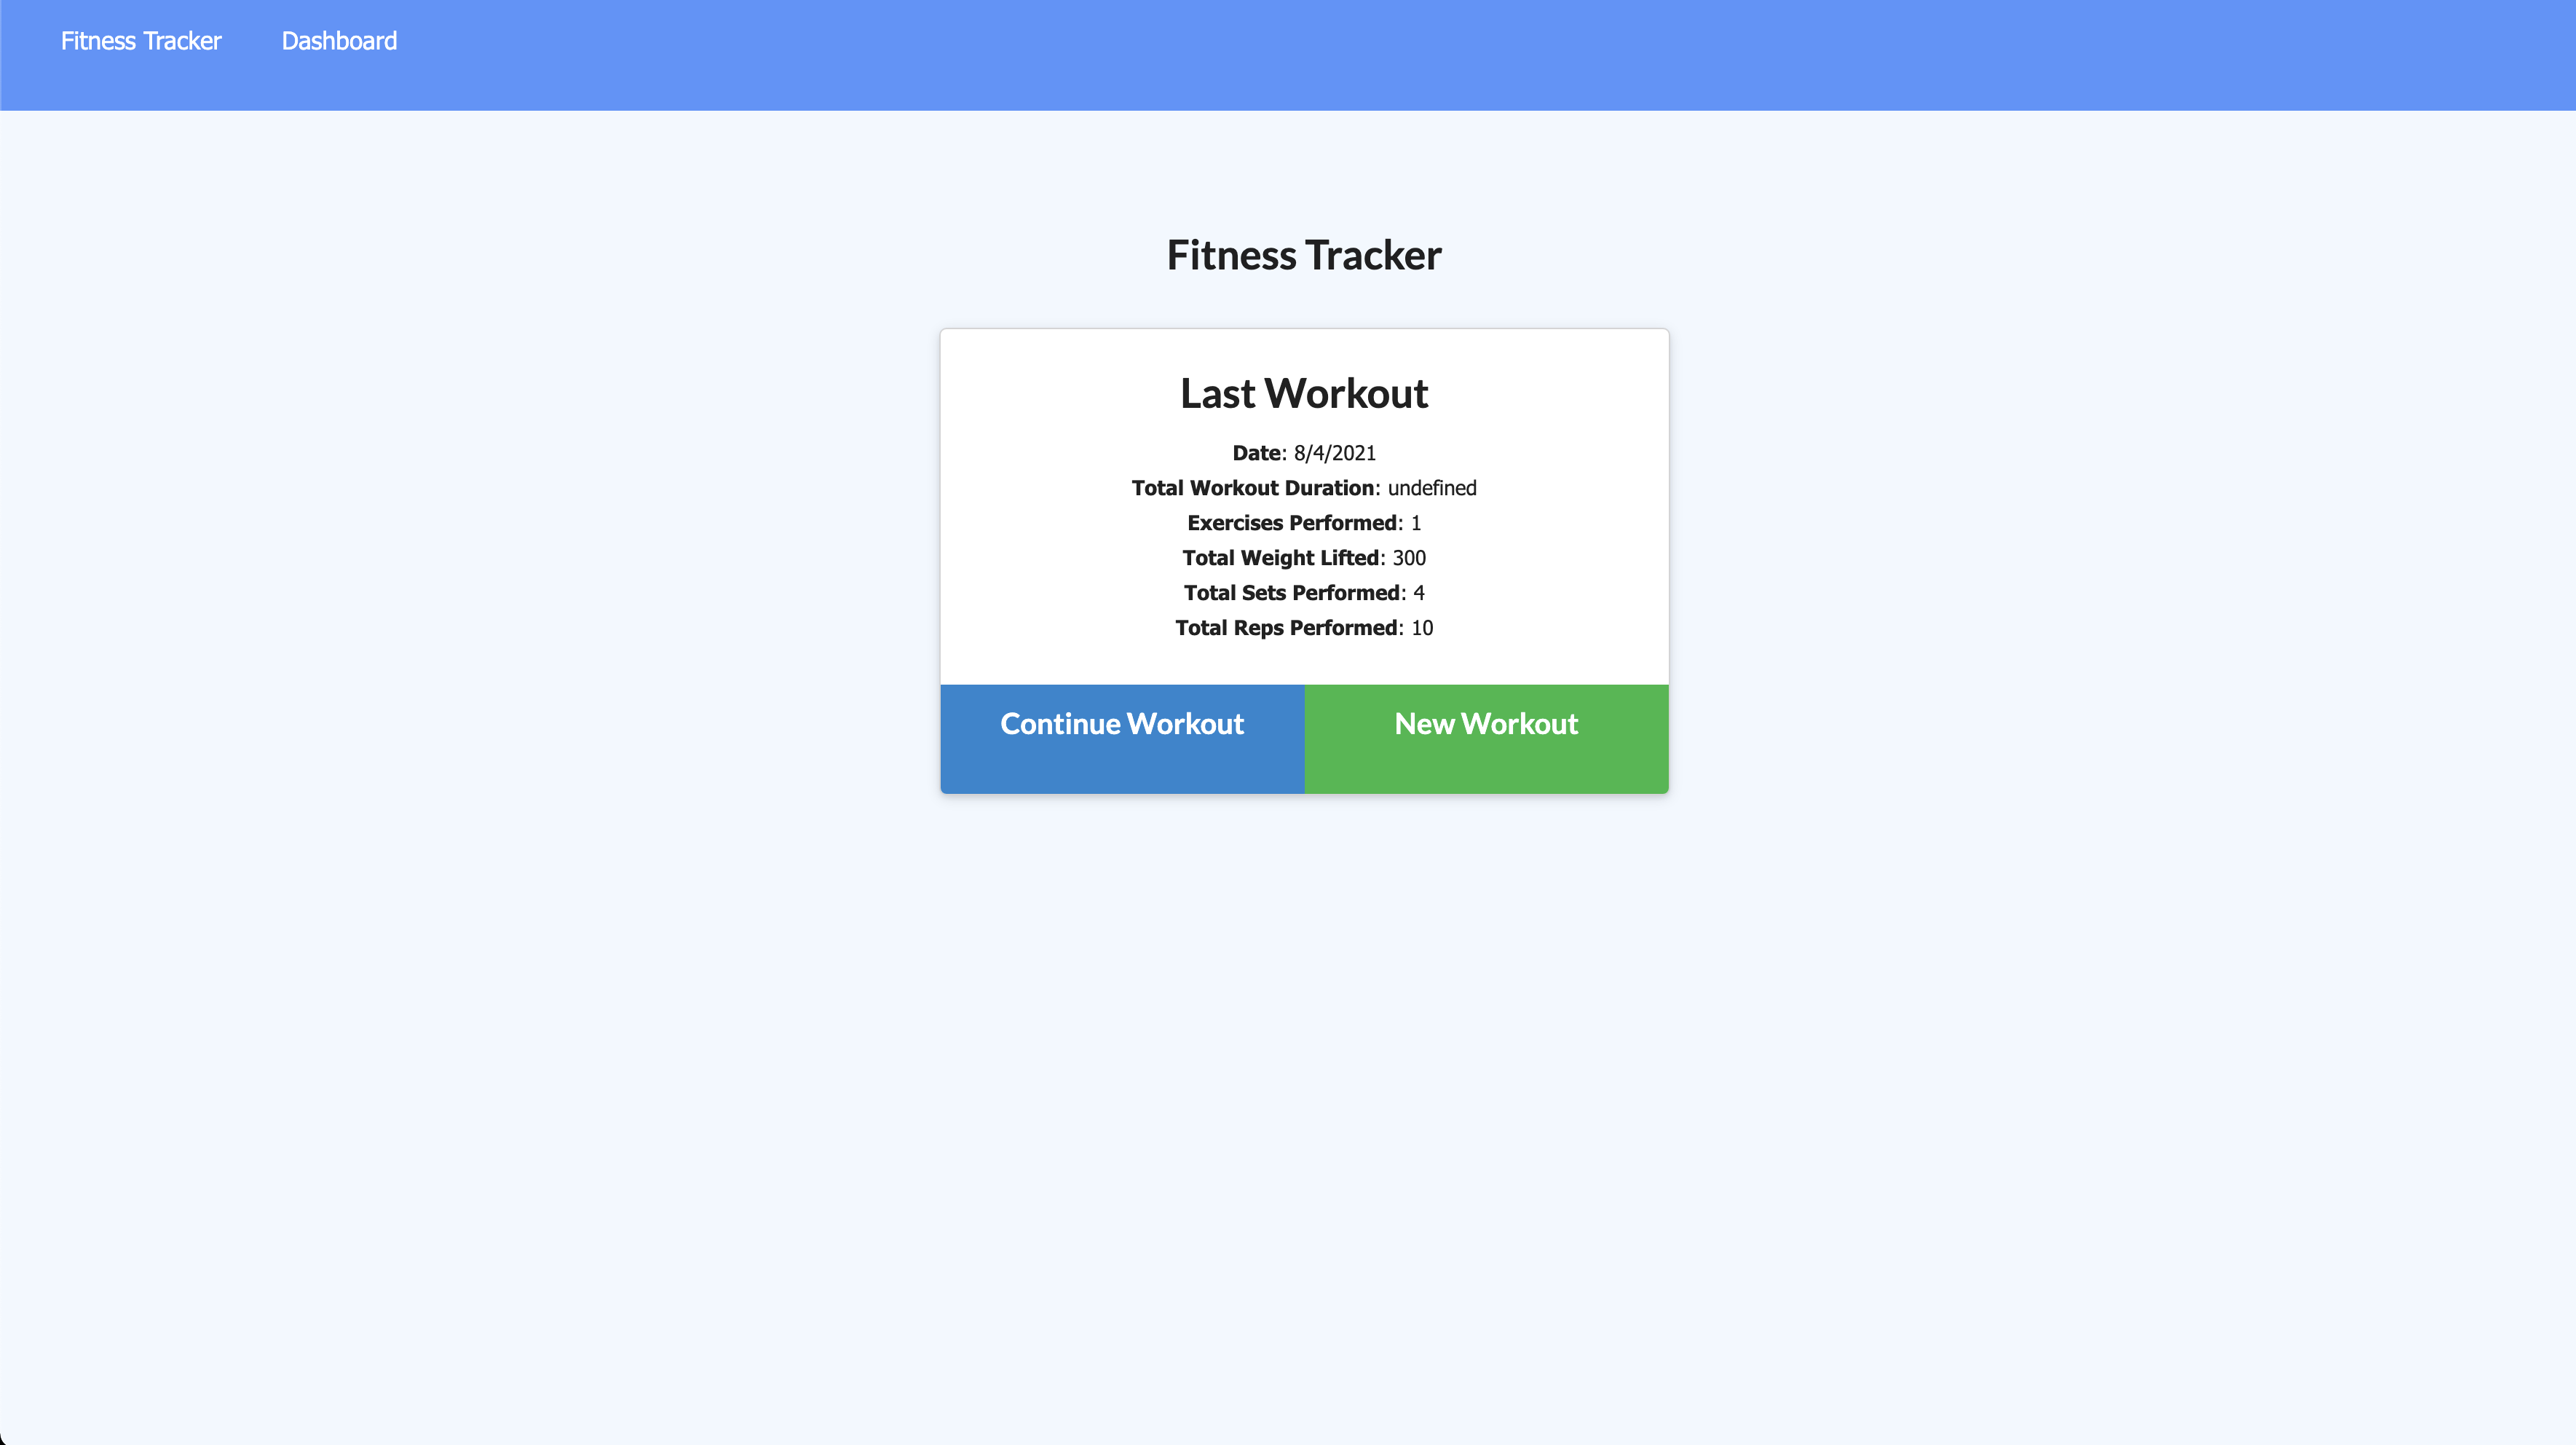 Fitness Tracker Dashboard
Fitness Tracker
Last Workout
Date: 8/4/2021
Total Workout Duration: undefined
Exercises Performed: 1
Total Weight Lifted: 300
Total Sets Performed: 4
Total Reps Performed: 10
Continue Workout New Workout